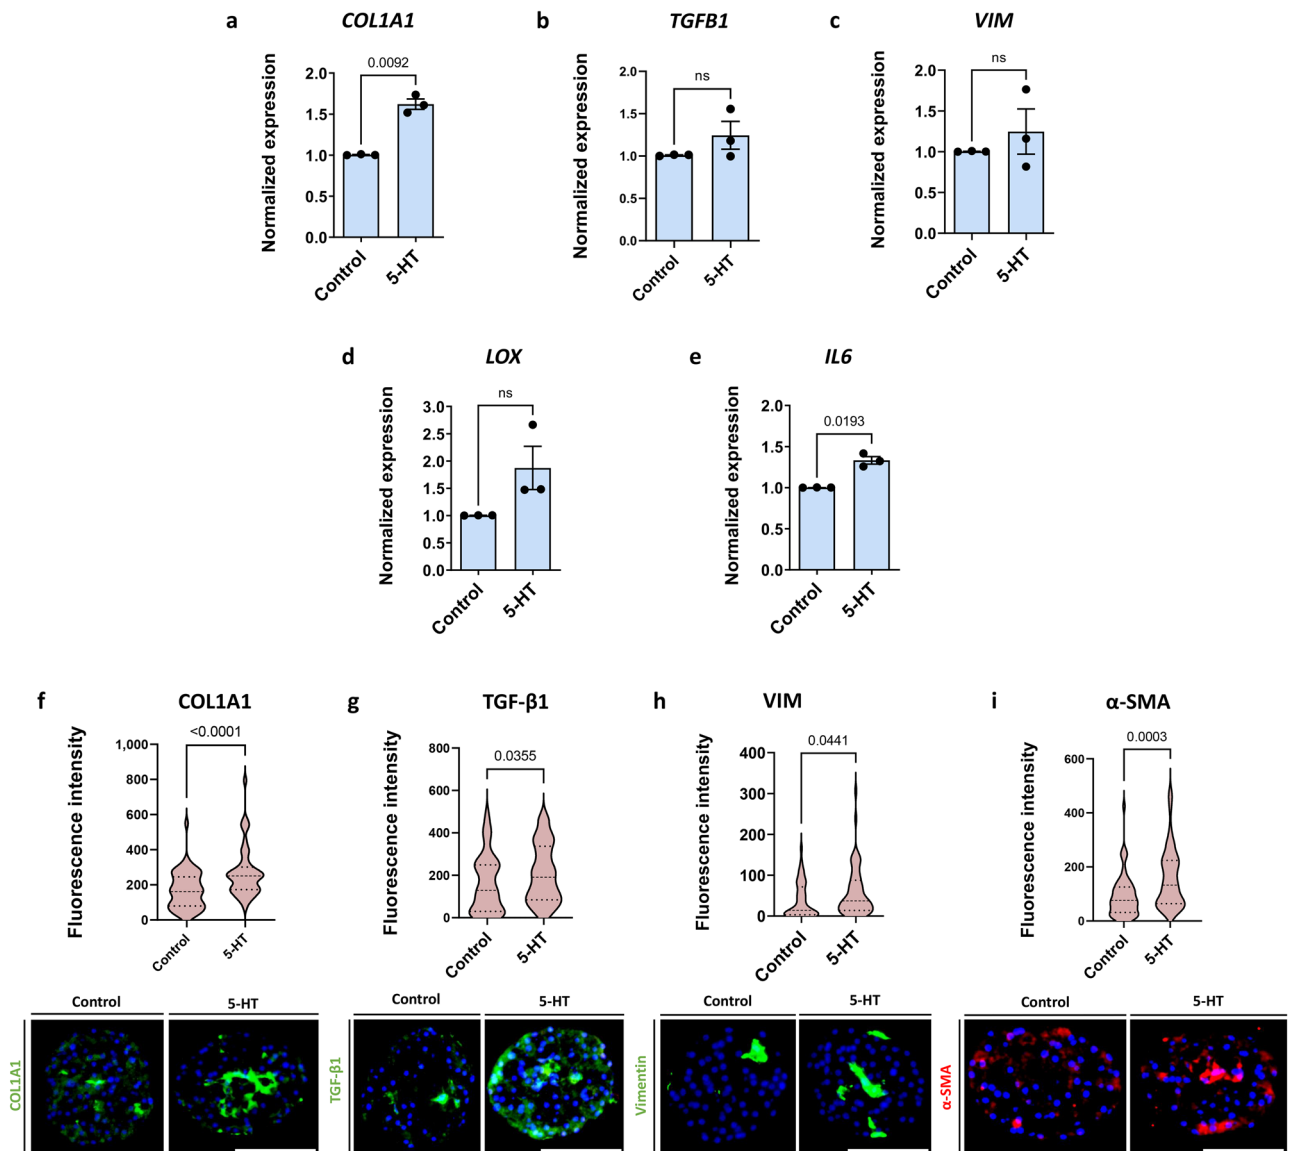 a COL1A1
0.0092
Normalized expression
2.0
1.5
1.0
0.5
0.0
Control
5-HT
b TGFB1
ns
Normalized expression
2.0
1.5
1.0
0.5
0.0
Control
5-HT
c VIM
ns
Normalized expression
2.0
1.5
1.0
0.5
0.0
Control
5-HT
d LOX
ns
Normalized expression
3.0
2.5
2.0
1.5
1.0
0.5
0.0
Control
5-HT
e IL6
0.0193
Normalized expression
2.0
1.5
1.0
0.5
0.0
Control
5-HT
f COL1A1
<0.0001
Fluorescence intensity
1,000
800
600
400
200
0
Control
5-HT
g TGF-β1
0.0355
Fluorescence intensity
800
600
400
200
0
Control
5-HT
h VIM
0.0441
Fluorescence intensity
400
300
200
100
0
Control
5-HT
i α-SMA
0.0003
Fluorescence intensity
600
400
200
0
Control
5-HT
Control 5-HT
COL1A1
Control 5-HT
TGF-β1
Control 5-HT
Vimentin
Control 5-HT
α-SMA